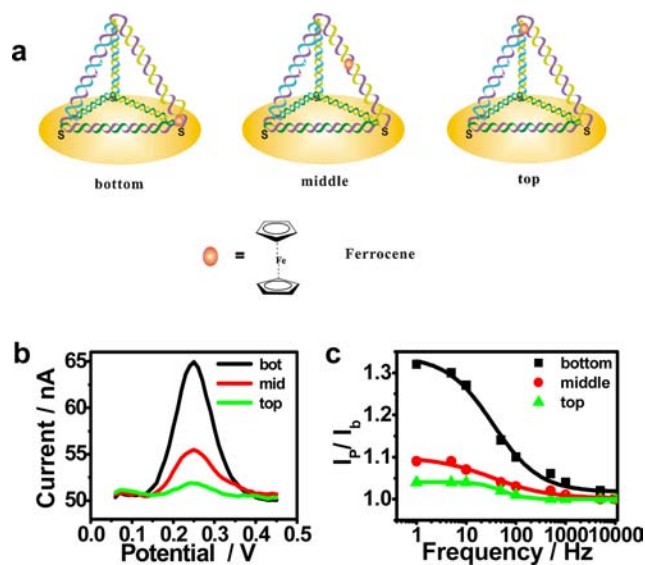 a
S S S S S S
bottom middle top
= Fe Ferrocene
b
65
60
55
50
Current / nA
bot
mid
top
0.0 0.1 0.2 0.3 0.4 0.5
Potential / V
c
1.3
1.2
1.1
1.0
I_P / I_b
bottom
middle
top
1 10 100 1000 10000
Frequency / Hz